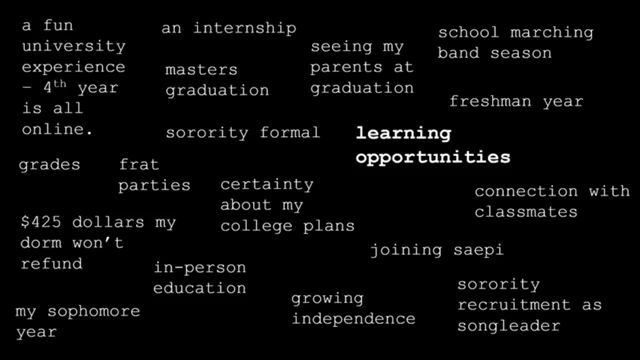 a fun
university
experience
– 4th year
is all
online.
an internship
masters
graduation
seeing my
parents at
graduation
school marching
band season
freshman year
sorority formal
learning
opportunities
grades
frat
parties
certainty
about my
college plans
connection with
classmates
$425 dollars my
dorm won't
refund
in-person
education
joining saepi
growing
independence
sorority
recruitment as
songleader
my sophomore
year